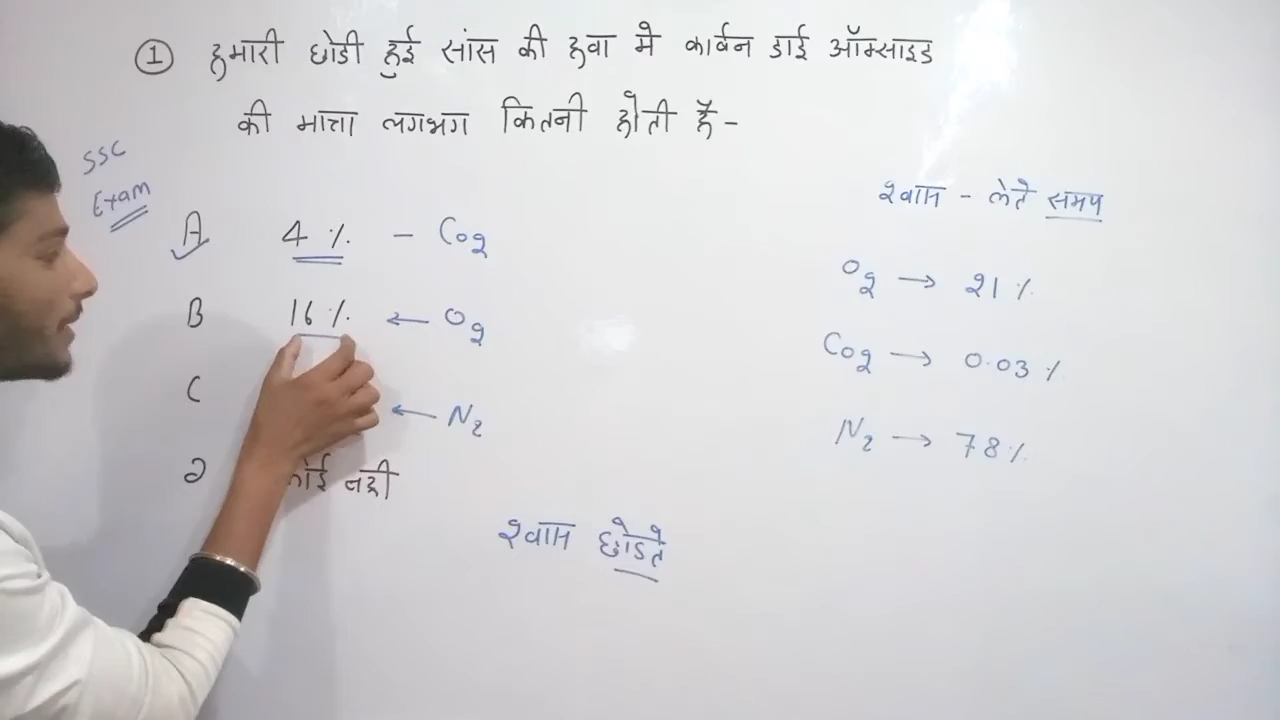 ① हमारी छोडी हुई सांस की हवा मे कार्वन डाई ऑक्साइड
की मात्रा लगभग कितनी होती है -
SSC
Exam
A 4 % - Co2
B 16 % ← O2
C ← N2
D कोई नही
श्वास छोडते
श्वास - लेते समय
O2 → 21 %
Co2 → 0.03 %
N2 → 78 %